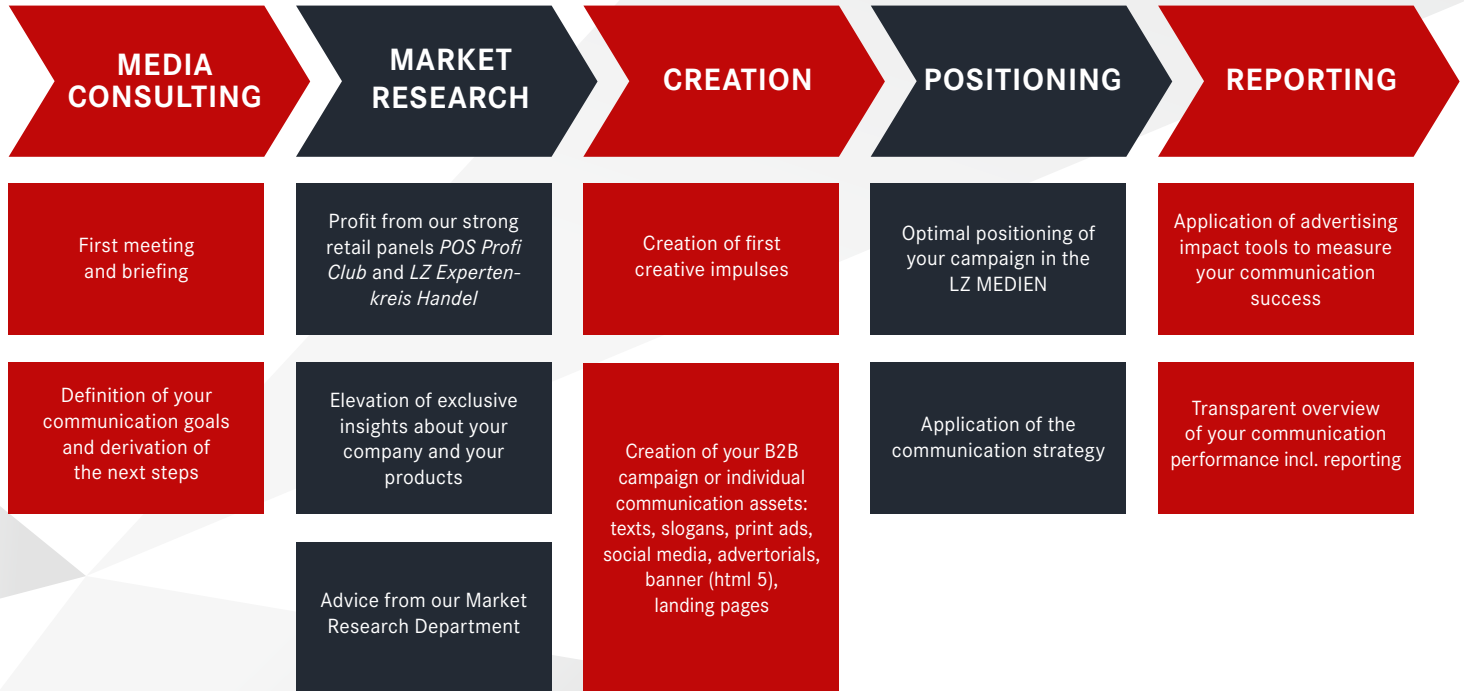 MEDIA
CONSULTING
MARKET
RESEARCH
CREATION
POSITIONING
REPORTING
First meeting
and briefing
Profit from our strong
retail panels POS Profi
Club and LZ Experten-
kreis Handel
Creation of first
creative impulses
Optimal positioning of
your campaign in the
LZ MEDIEN
Application of advertising
impact tools to measure
your communication
success
Definition of your
communication goals
and derivation of
the next steps
Elevation of exclusive
insights about your
company and your
products
Creation of your B2B
campaign or individual
communication assets:
texts, slogans, print ads,
social media, advertorials,
banner (html 5),
landing pages
Application of the
communication strategy
Transparent overview
of your communication
performance incl. reporting
Advice from our Market
Research Department